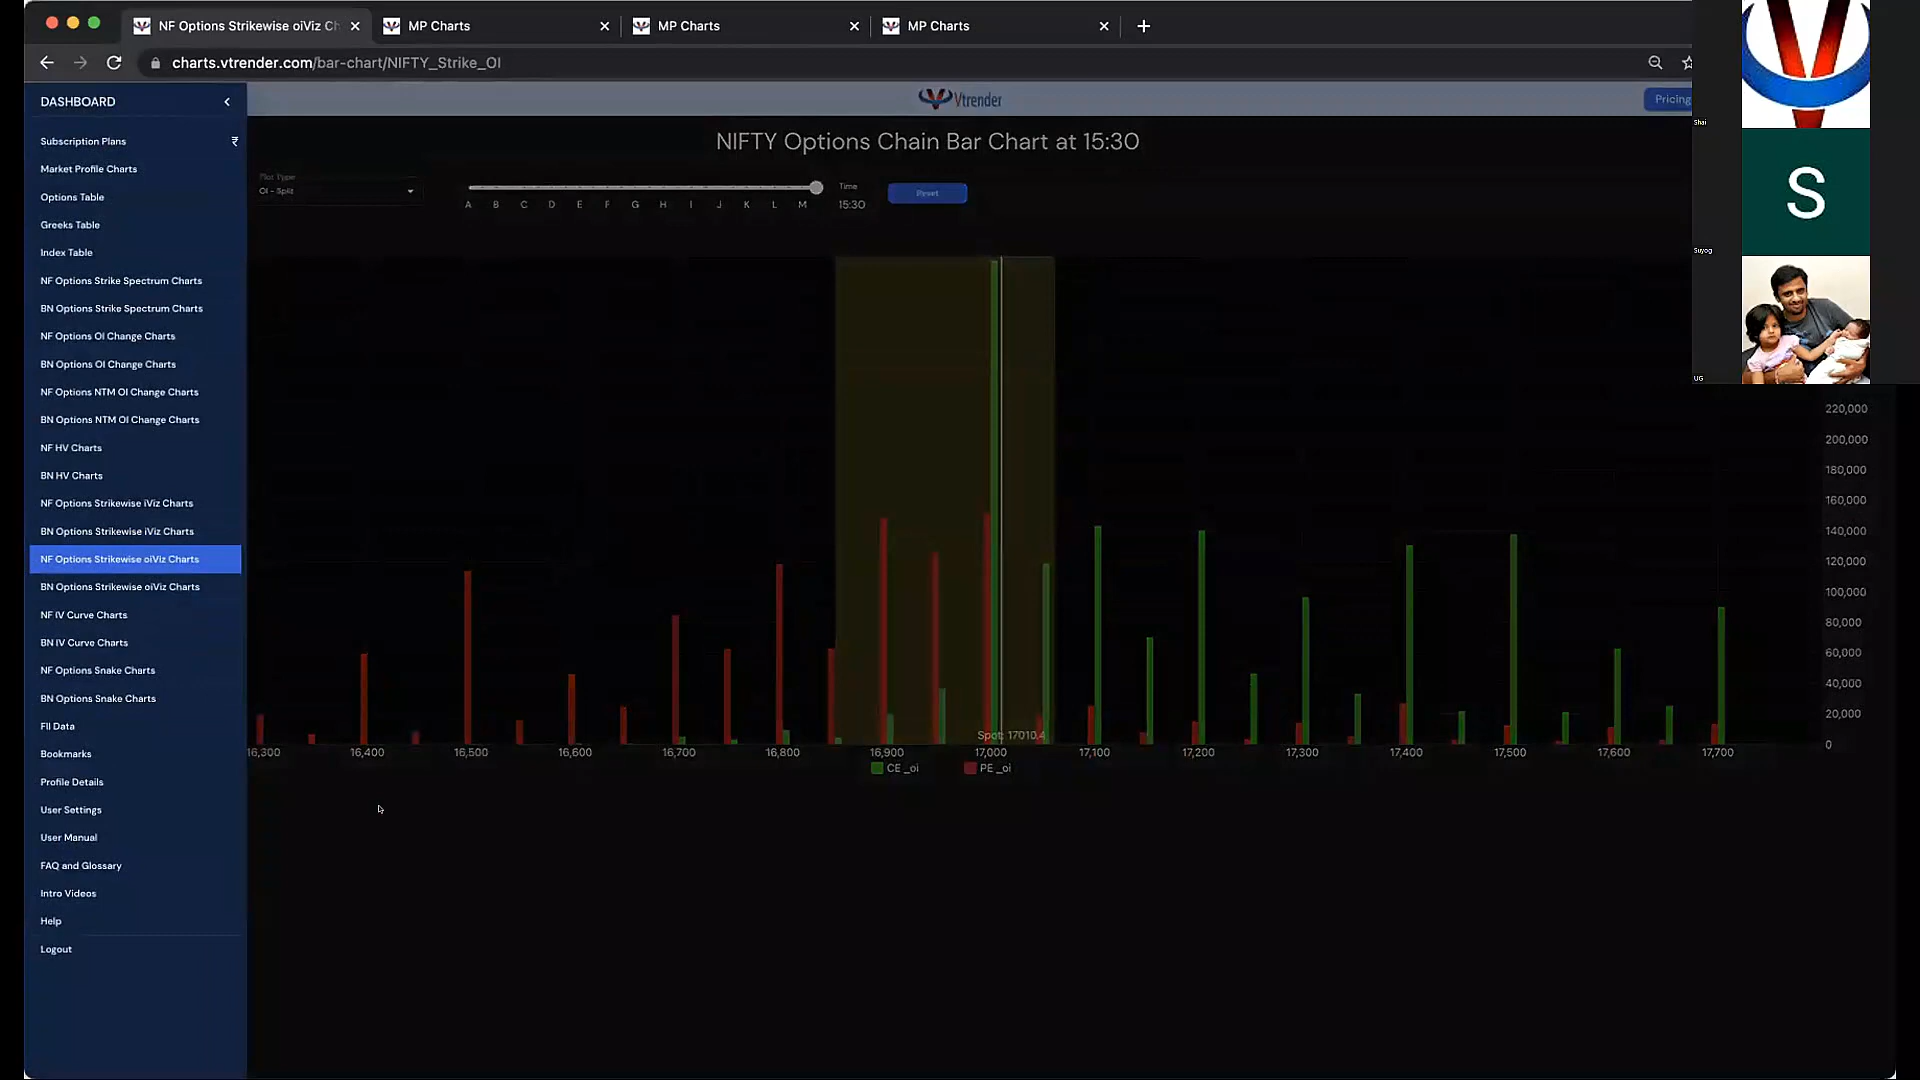 NF Options Strikewise oiViz Ch
MP Charts
MP Charts
MP Charts
charts.vtrender.com/bar-chart/NIFTY_Strike_OI
DASHBOARD
Vtrender
Pricing
Subscription Plans ₹
Market Profile Charts
Options Table
Greeks Table
Index Table
NF Options Strike Spectrum Charts
BN Options Strike Spectrum Charts
NF Options OI Change Charts
BN Options OI Change Charts
NF Options NTM OI Change Charts
BN Options NTM OI Change Charts
NF HV Charts
BN HV Charts
NF Options Strikewise iViz Charts
BN Options Strikewise iViz Charts
NF Options Strikewise oiViz Charts
BN Options Strikewise oiViz Charts
NF IV Curve Charts
BN IV Curve Charts
NF Options Snake Charts
BN Options Snake Charts
FII Data
Bookmarks
Profile Details
User Settings
User Manual
FAQ and Glossary
Intro Videos
Help
Logout
NIFTY Options Chain Bar Chart at 15:30
Plot Type
OI - Split
A B C D E F G H I J K L M
Time
15:30
Reset
220,000
200,000
180,000
160,000
140,000
120,000
100,000
80,000
60,000
40,000
20,000
0
Spot: 17010.4
16,300 16,400 16,500 16,600 16,700 16,800 16,900 17,000 17,100 17,200 17,300 17,400 17,500 17,600 17,700
CE_oi PE_oi
Shai
S
Suyog
UG